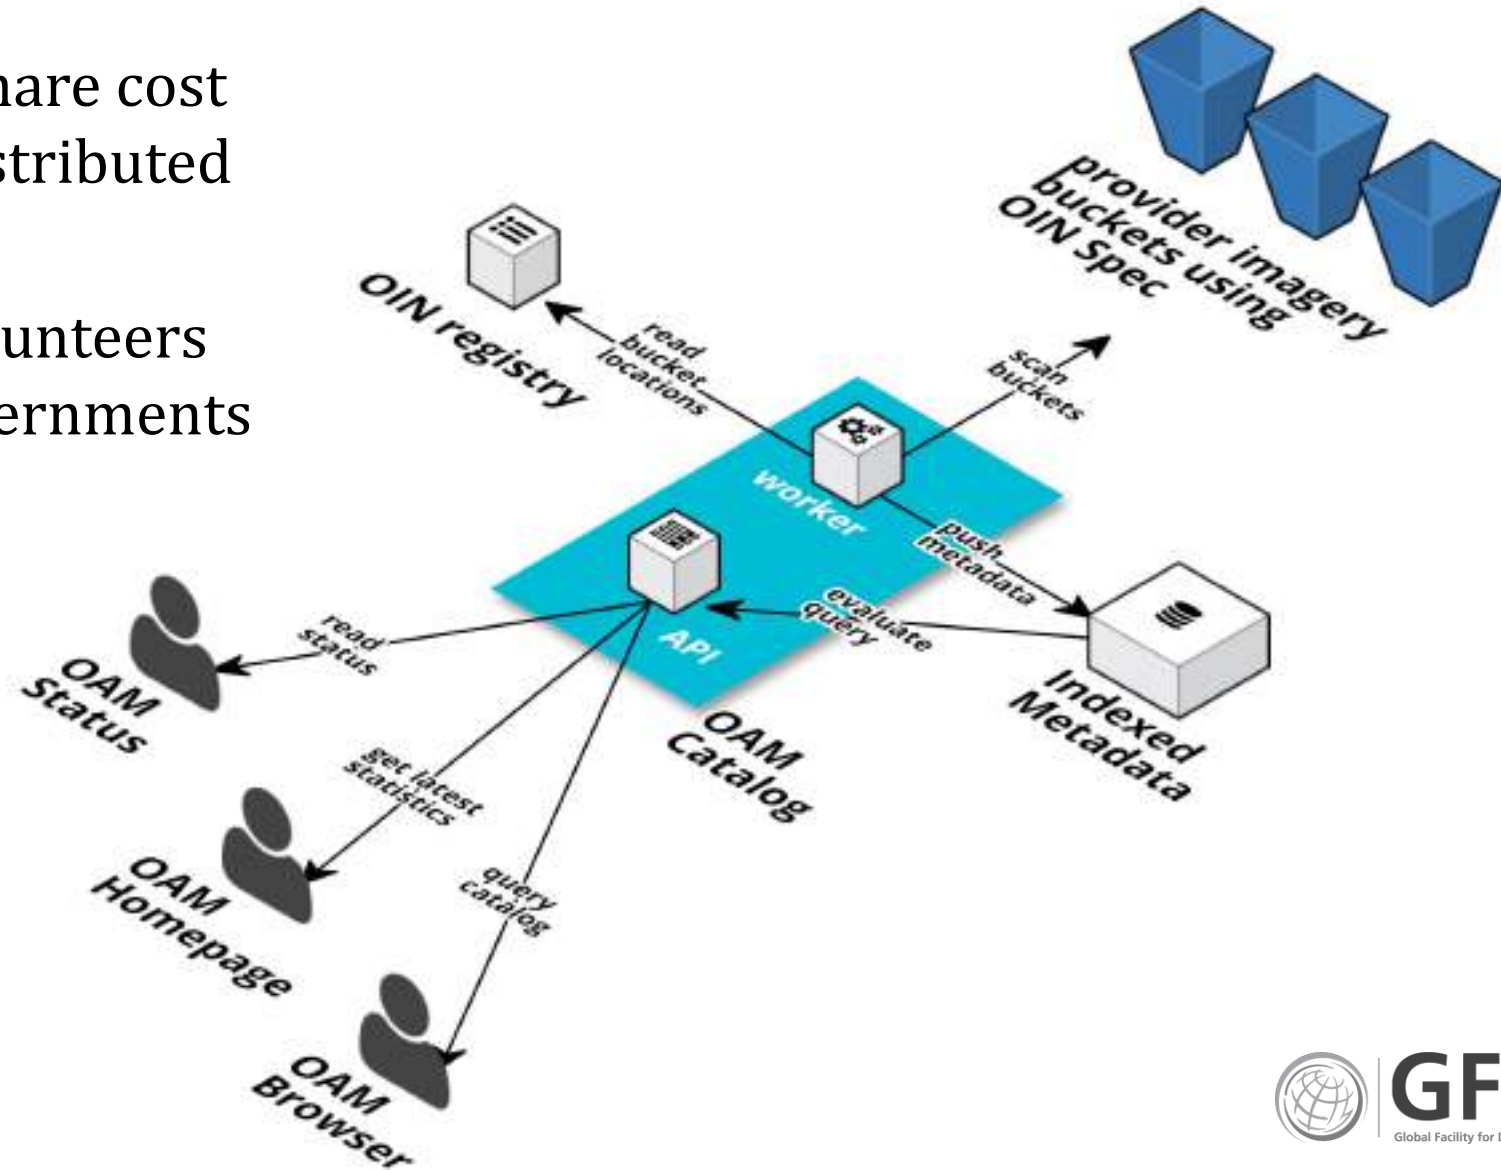 hare cost
stributed
unteers
ernments
provider imagery
buckets using
OIN Spec
OIN registry
read
bucket
locations
scan
buckets
worker
push
metadata
evaluate
query
API
read
status
OAM
Status
Indexed
Metadata
OAM
Catalog
get latest
statistics
OAM
Homepage
query
catalog
OAM
Browser
GF
Global Facility for